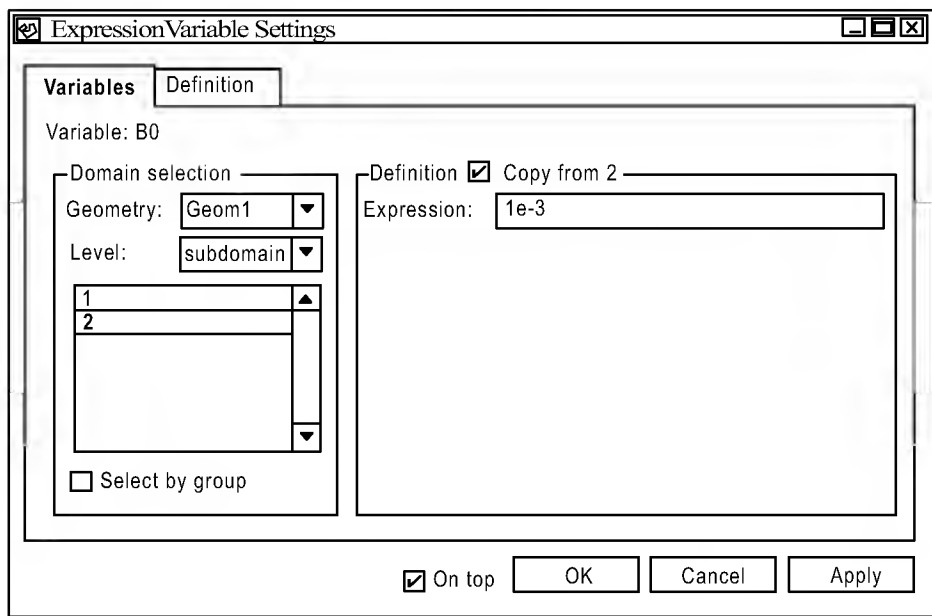 ExpressionVariable Settings
Variables
Definition
Variable: B0
Domain selection
Geometry: Geom1
Level: subdomain
1
2
Select by group
Definition Copy from 2
Expression: 1e-3
On top
OK
Cancel
Apply